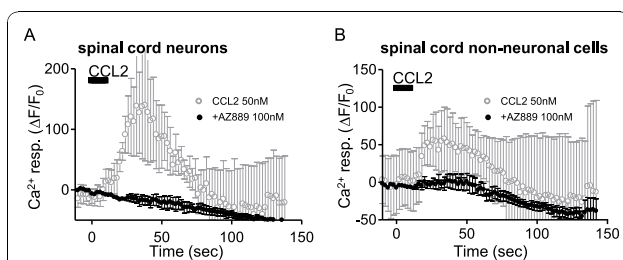 A
spinal cord neurons
CCL2
CCL2 50nM
+AZ889 100nM
Ca²⁺ resp. (ΔF/F₀)
200
100
0
0
50
100
150
Time (sec)
B
spinal cord non-neuronal cells
CCL2
CCL2 50nM
+AZ889 100nM
Ca²⁺ resp. (ΔF/F₀)
150
100
50
0
-50
0
50
100
150
Time (sec)